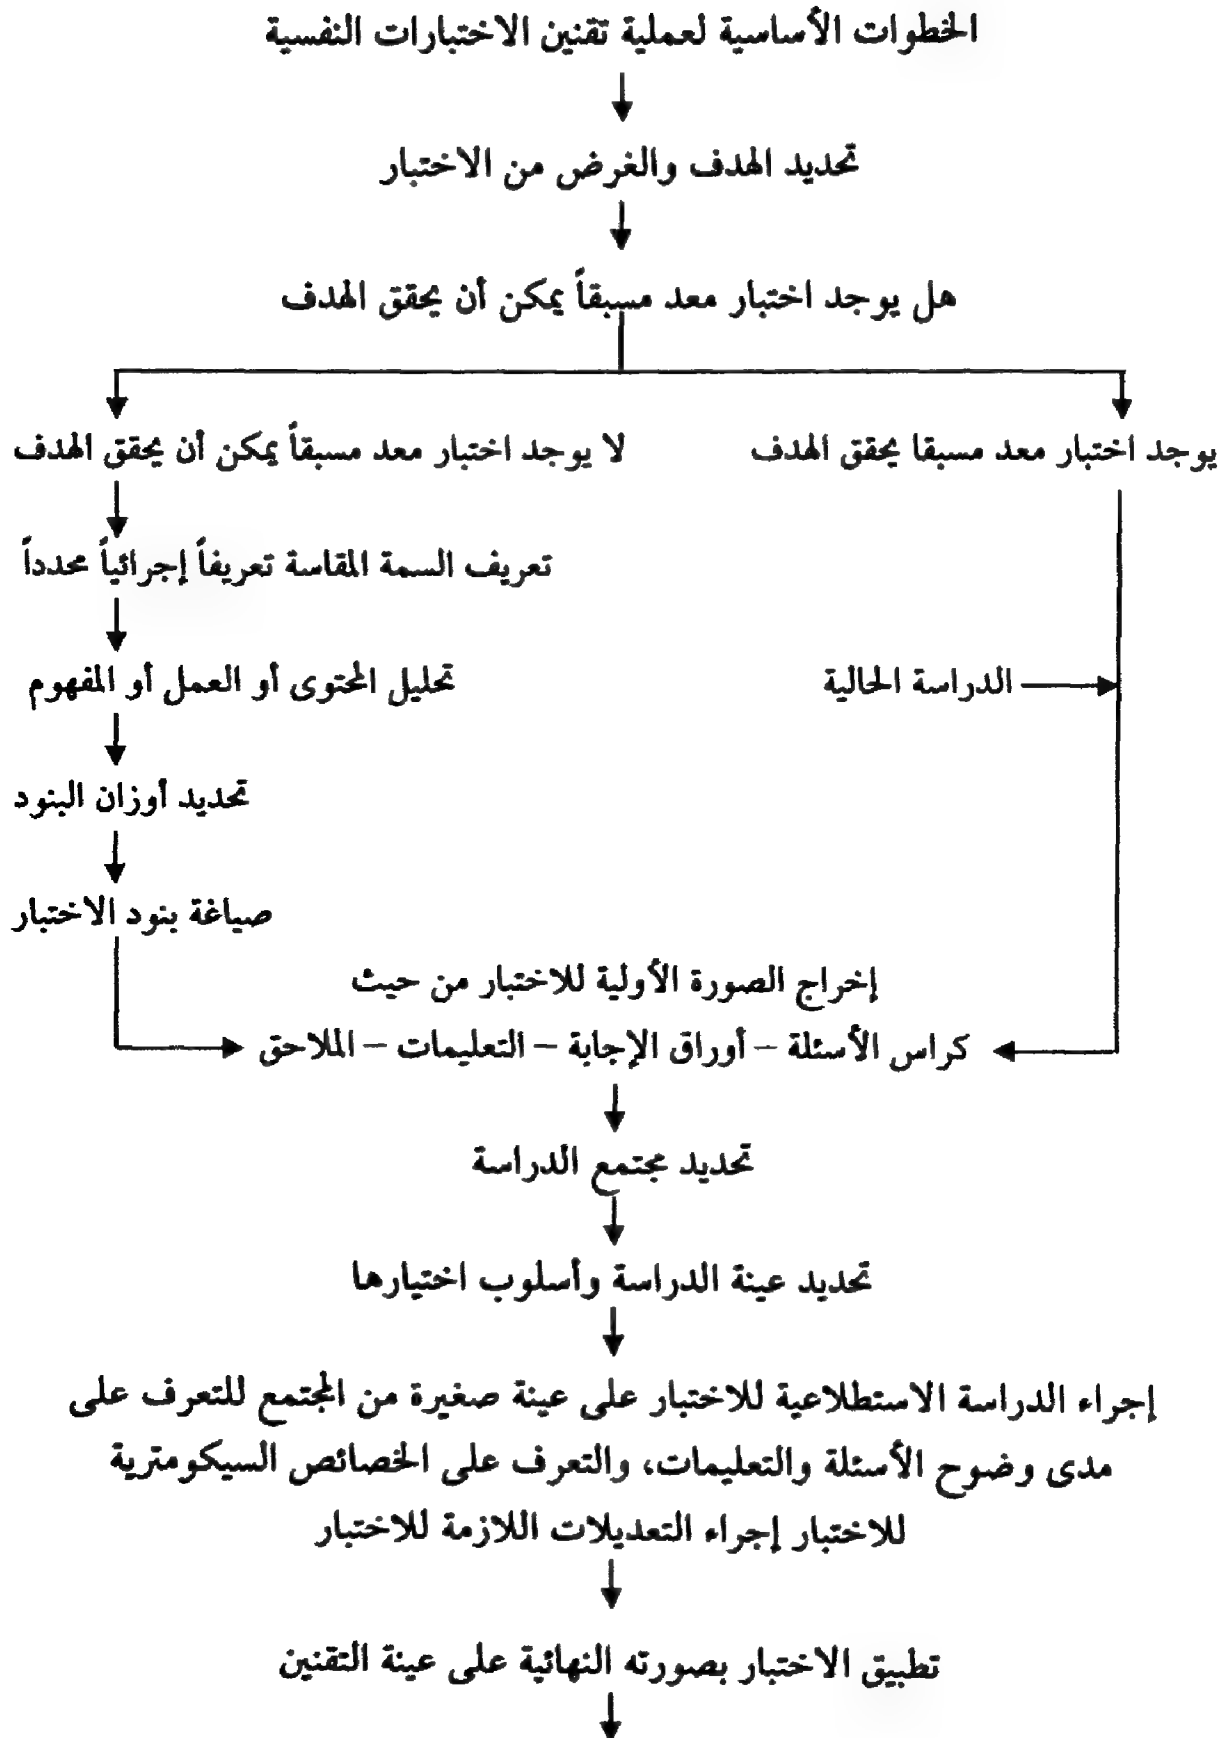 الخطوات الأساسية لعملية تقنين الاختبارات النفسية
تحديد الهدف والغرض من الاختبار
هل يوجد اختبار معد مسبقاً يمكن أن يحقق الهدف
يوجد اختبار معد مسبقا يحقق الهدف
لا يوجد اختبار معد مسبقاً يمكن أن يحقق الهدف
تعريف السمة المقاسة تعريفاً إجرائياً محدداً
الدراسة الحالية
تحليل المحتوى أو العمل أو المفهوم
تحديد أوزان البنود
صياغة بنود الاختبار
إخراج الصورة الأولية للاختبار من حيث
كراس الأسئلة – أوراق الإجابة – التعليمات – الملاحق
تحديد مجتمع الدراسة
تحديد عينة الدراسة وأسلوب اختيارها
إجراء الدراسة الاستطلاعية للاختبار على عينة صغيرة من المجتمع للتعرف على
مدى وضوح الأسئلة والتعليمات، والتعرف على الخصائص السيكومترية
للاختبار إجراء التعديلات اللازمة للاختبار
تطبيق الاختبار بصورته النهائية على عينة التقنين